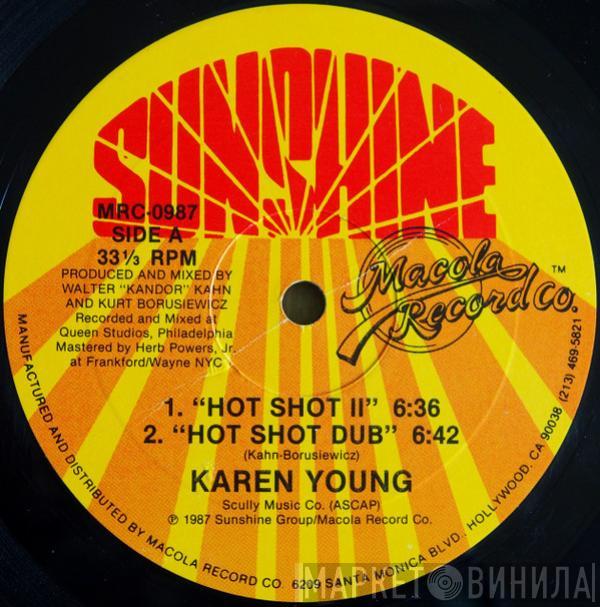 SUNSHINE
MRC-0987
SIDE A
33 1/3 RPM
PRODUCED AND MIXED BY
WALTER "KANDOR" KAHN
AND KURT BORUSIEWICZ
Recorded and Mixed at
Queen Studios, Philadelphia
Mastered by Herb Powers, Jr.
at Frankford/Wayne NYC
Macola
Record Co.™
1. "HOT SHOT II" 6:36
2. "HOT SHOT DUB" 6:42
(Kahn-Borusiewicz)
KAREN YOUNG
Scully Music Co. (ASCAP)
℗ 1987 Sunshine Group/Macola Record Co.
MANUFACTURED AND DISTRIBUTED BY MACOLA RECORD CO. 6209 SANTA MONICA BLVD., HOLLYWOOD, CA 90038 (213) 469-5821 •
МАРКЕТ ВИНИЛА